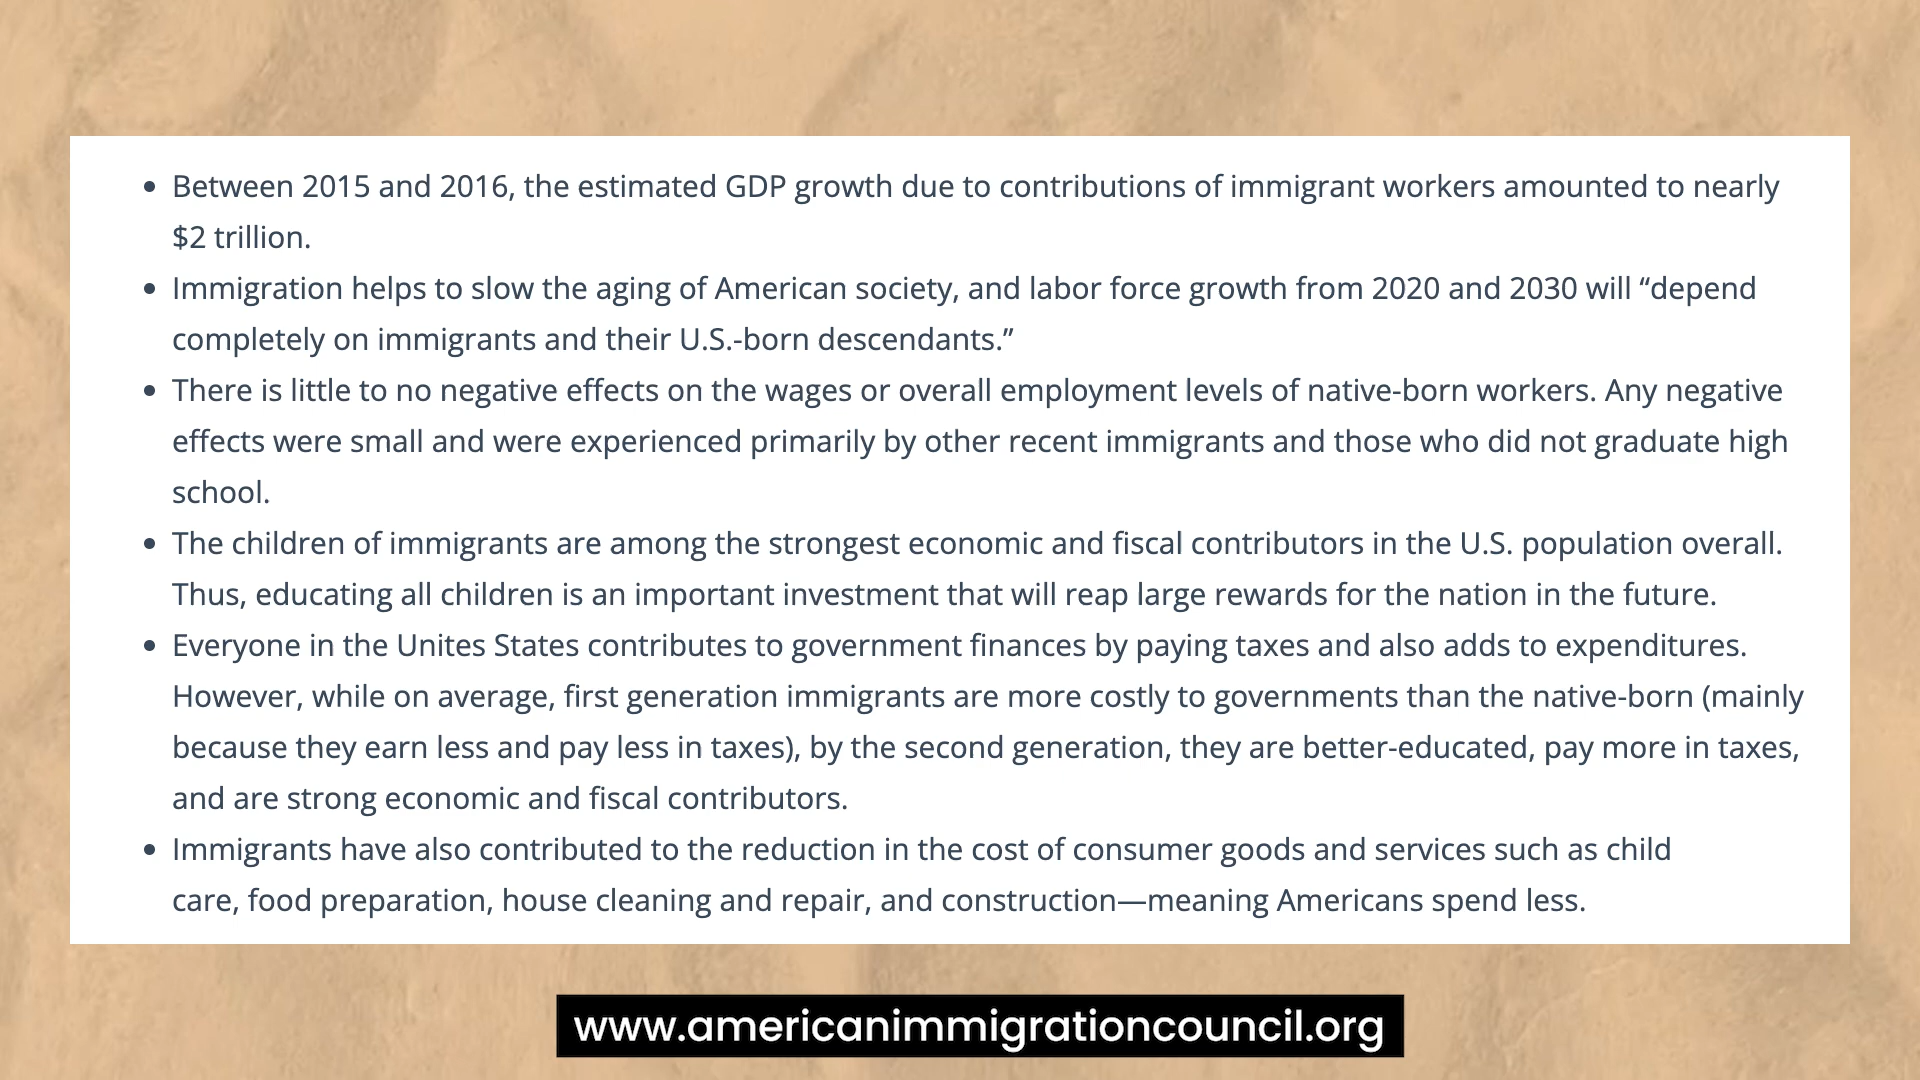 • Between 2015 and 2016, the estimated GDP growth due to contributions of immigrant workers amounted to nearly
$2 trillion.
• Immigration helps to slow the aging of American society, and labor force growth from 2020 and 2030 will “depend
completely on immigrants and their U.S.-born descendants.”
• There is little to no negative effects on the wages or overall employment levels of native-born workers. Any negative
effects were small and were experienced primarily by other recent immigrants and those who did not graduate high
school.
• The children of immigrants are among the strongest economic and fiscal contributors in the U.S. population overall.
Thus, educating all children is an important investment that will reap large rewards for the nation in the future.
• Everyone in the Unites States contributes to government finances by paying taxes and also adds to expenditures.
However, while on average, first generation immigrants are more costly to governments than the native-born (mainly
because they earn less and pay less in taxes), by the second generation, they are better-educated, pay more in taxes,
and are strong economic and fiscal contributors.
• Immigrants have also contributed to the reduction in the cost of consumer goods and services such as child
care, food preparation, house cleaning and repair, and construction—meaning Americans spend less.
www.americanimmigrationcouncil.org